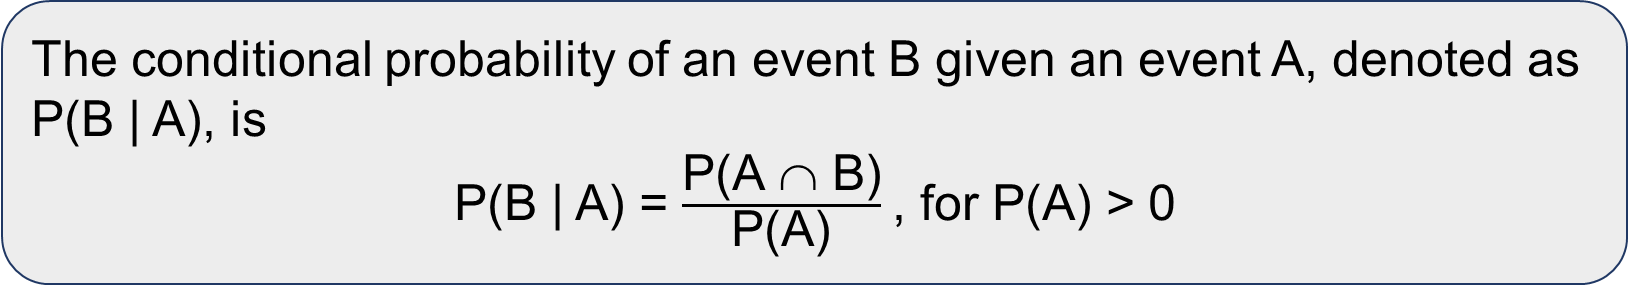 The conditional probability of an event B given an event A, denoted as
P(B | A), is
P(B | A) = P(A ∩ B) / P(A) , for P(A) > 0